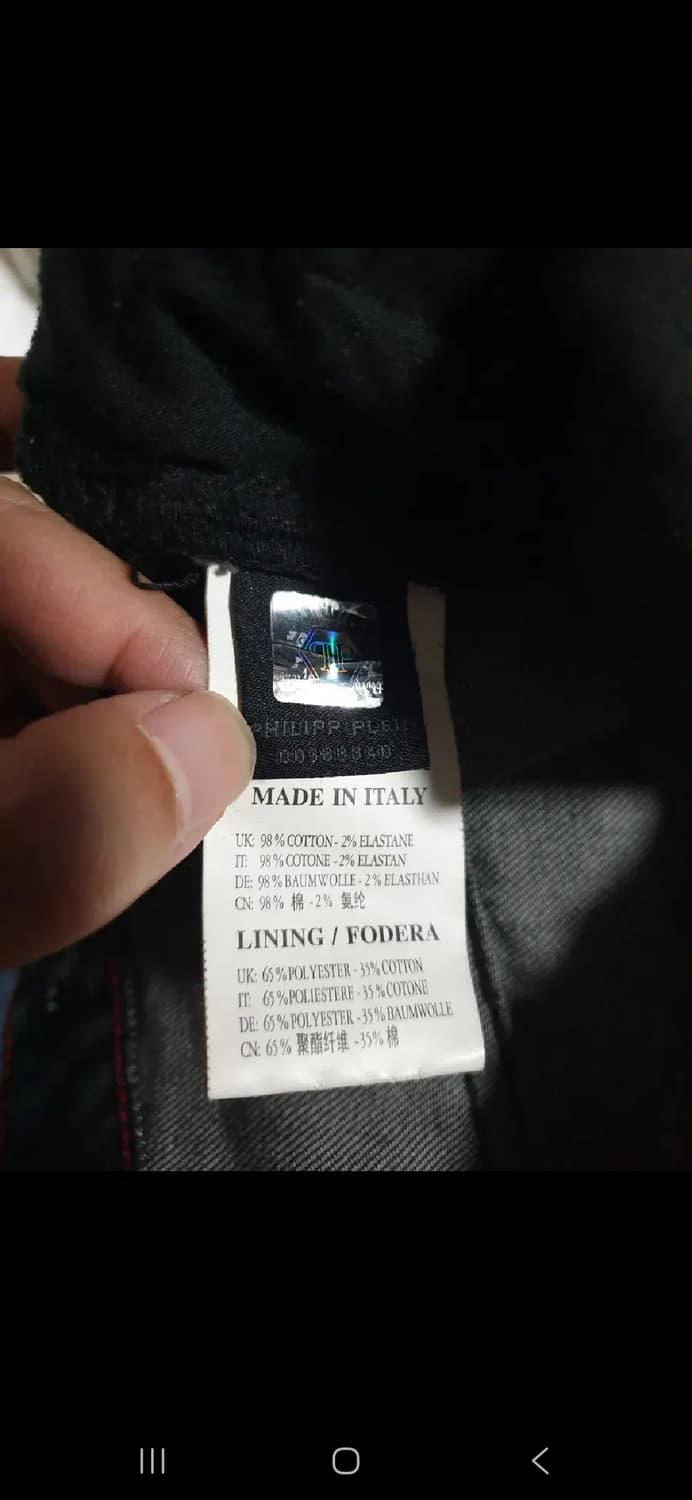 PHILIPP PLEIN
MADE IN ITALY
UK: 98% COTTON - 2% ELASTANE
IT: 98% COTONE - 2% ELASTAN
DE: 98% BAUMWOLLE - 2% ELASTHAN
CN: 98% 棉 - 2% 氨纶
LINING / FODERA
UK: 65% POLYESTER - 35% COTTON
IT: 65% POLIESTERE - 35% COTONE
DE: 65% POLYESTER - 35% BAUMWOLLE
CN: 65% 聚酯纤维 - 35% 棉